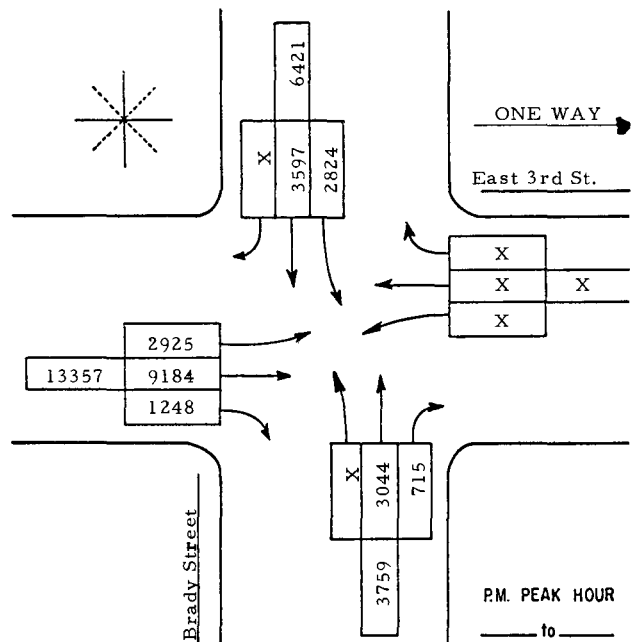 6421
X
3597
2824
ONE WAY
East 3rd St.
X
X X
X
2925
13357 9184
1248
X
3044
715
3759
Brady Street
P.M. PEAK HOUR
to